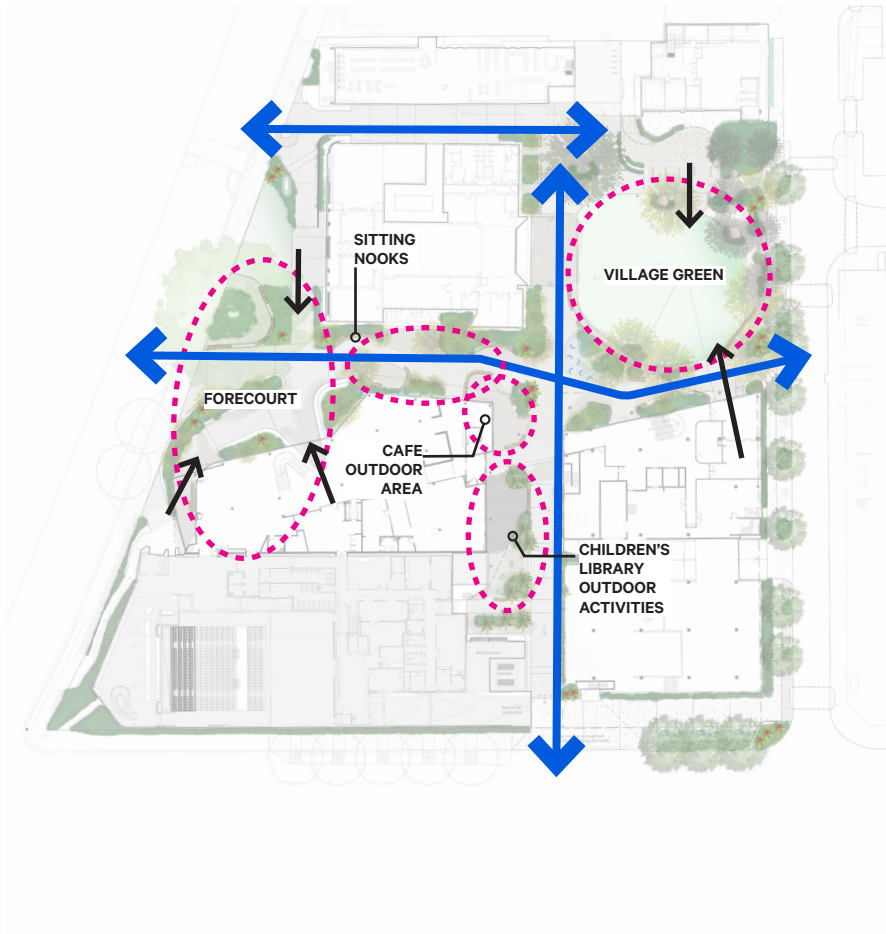 SITTING
NOOKS
VILLAGE GREEN
FORECOURT
CAFE
OUTDOOR
AREA
CHILDREN'S
LIBRARY
OUTDOOR
ACTIVITIES